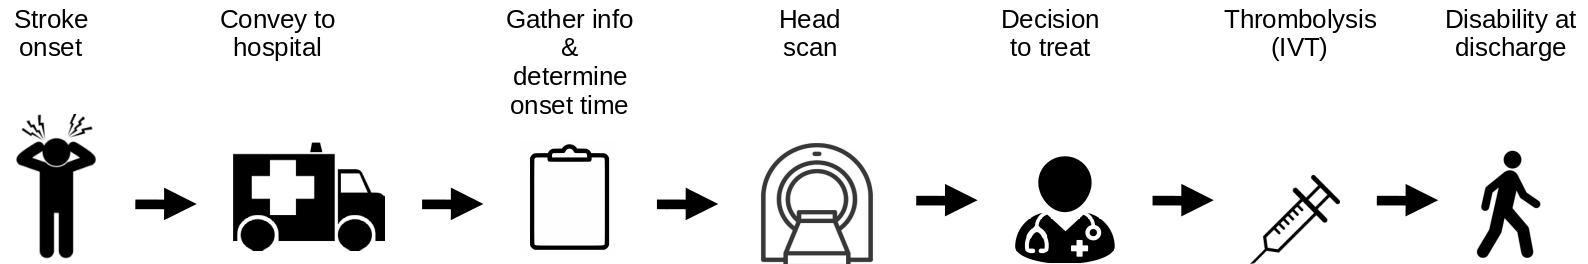 Stroke
onset
Convey to
hospital
Gather info
&
determine
onset time
Head
scan
Decision
to treat
Thrombolysis
(IVT)
Disability at
discharge